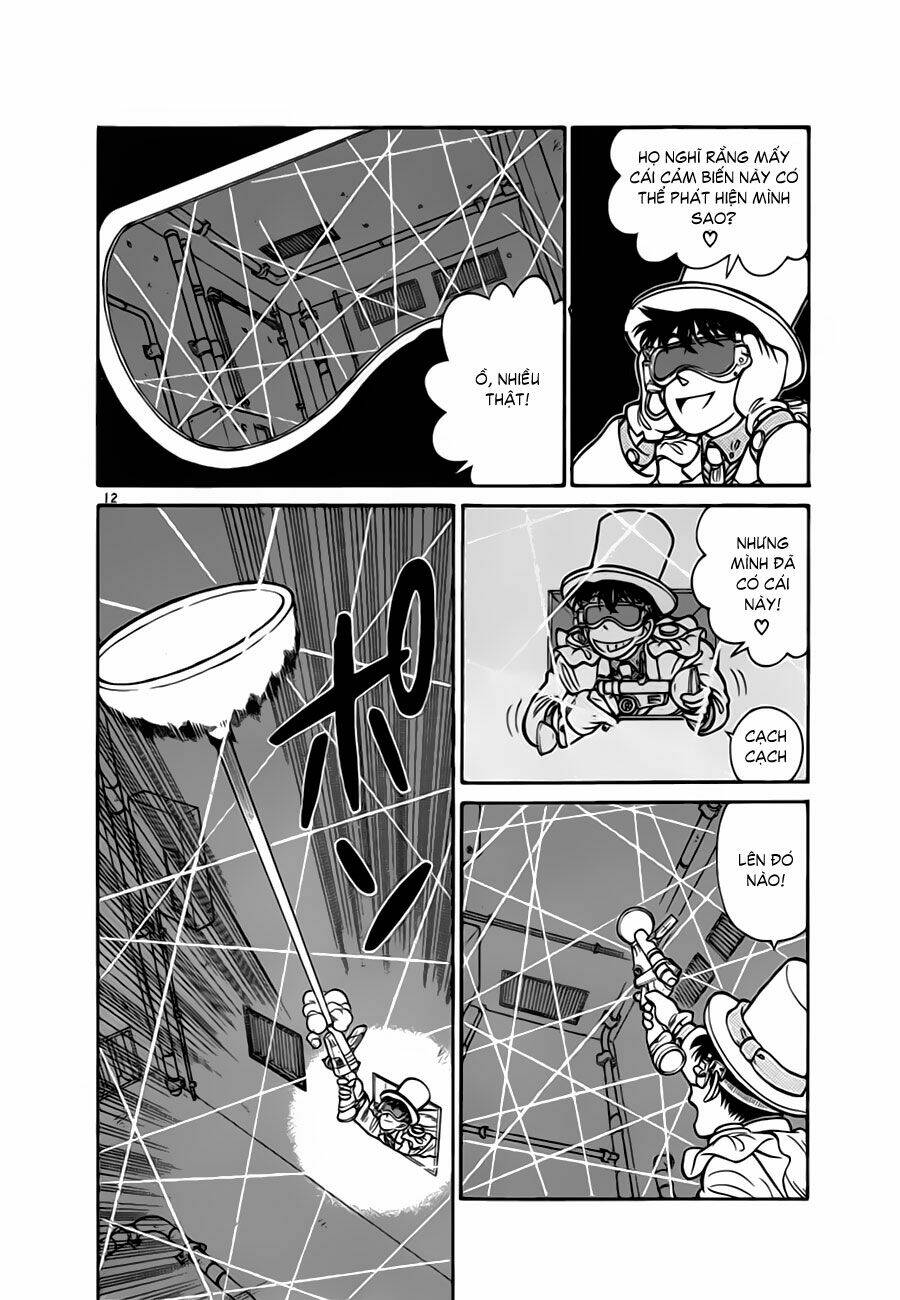 HỌ NGHĨ RẰNG MẤY
CÁI CẢM BIẾN NÀY CÓ
THỂ PHÁT HIỆN MÌNH
SAO?
♡
Ồ, NHIỀU
THẬT!
12
NHƯNG
MÌNH ĐÃ
CÓ CÁI
NÀY!
♡
CẠCH
CẠCH
LÊN ĐÓ
NÀO!
ポン